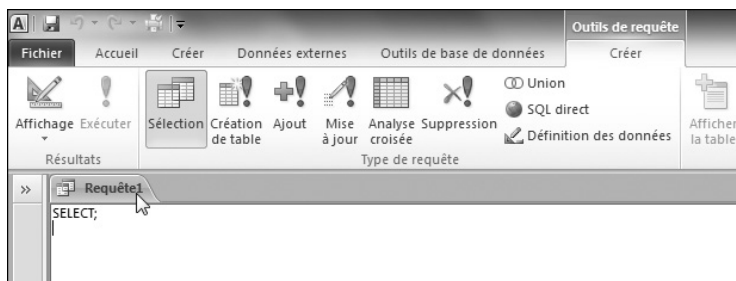 A
Outils de requête
Fichier Accueil Créer Données externes Outils de base de données Créer
Affichage Exécuter Sélection Création de table Ajout Mise à jour Analyse croisée Suppression
Union
SQL direct
Définition des données
Afficher la table
Résultats Type de requête
» Requête1
SELECT;